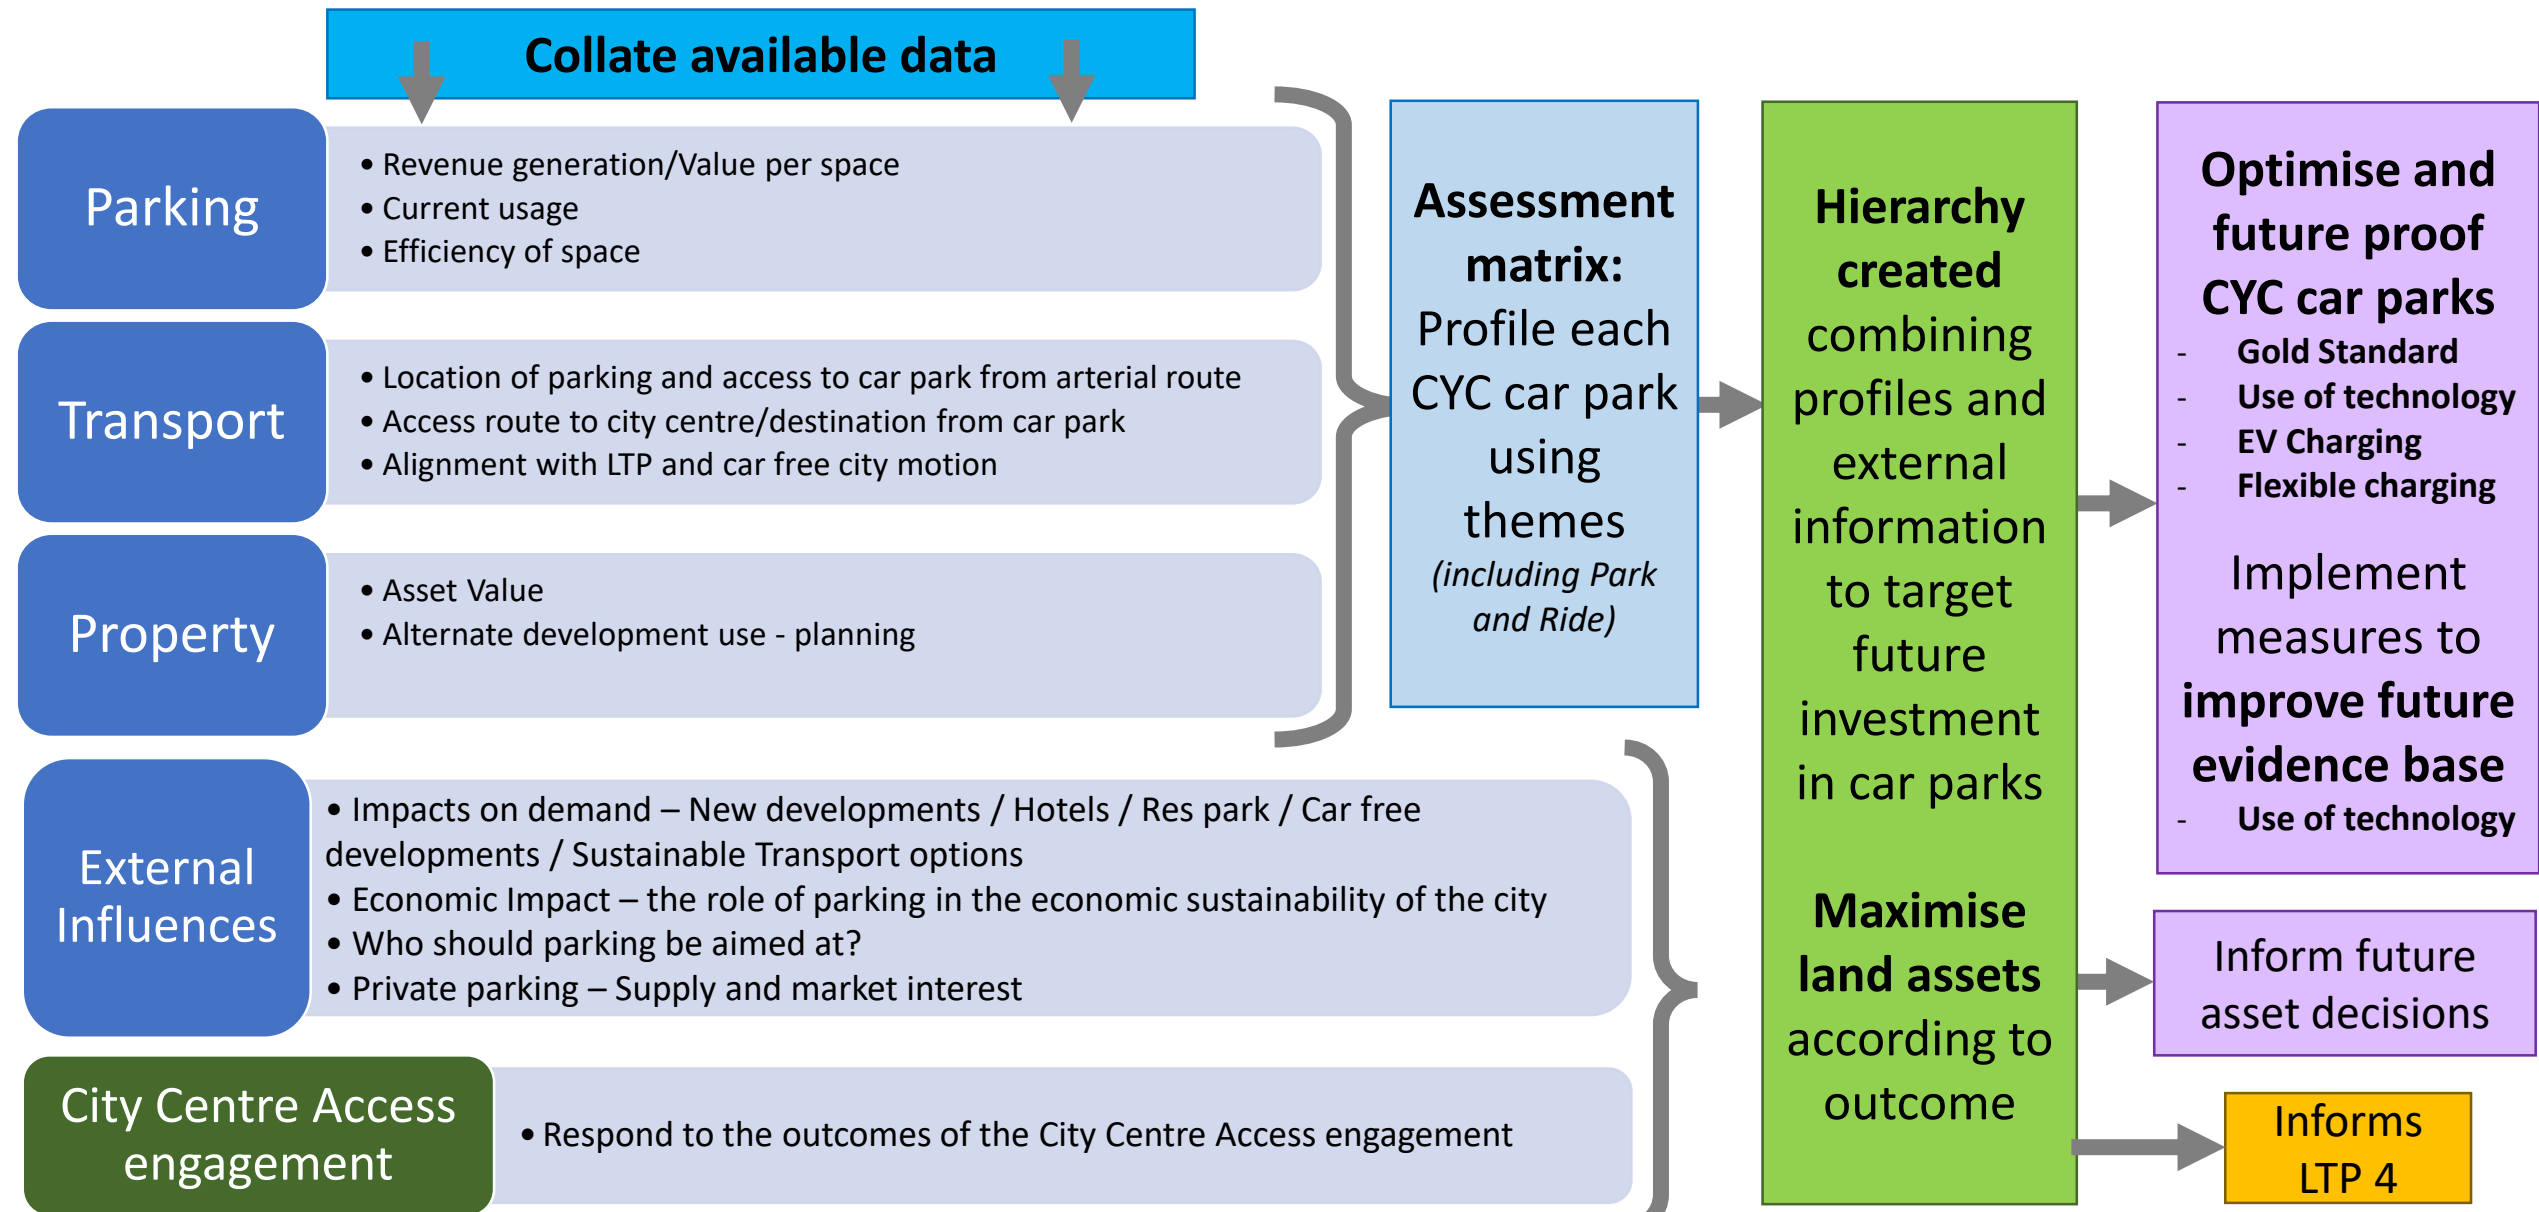 Collate available data
Parking
• Revenue generation/Value per space
• Current usage
• Efficiency of space
Transport
• Location of parking and access to car park from arterial route
• Access route to city centre/destination from car park
• Alignment with LTP and car free city motion
Property
• Asset Value
• Alternate development use - planning
External
Influences
• Impacts on demand – New developments / Hotels / Res park / Car free
developments / Sustainable Transport options
• Economic Impact – the role of parking in the economic sustainability of the city
• Who should parking be aimed at?
• Private parking – Supply and market interest
City Centre Access
engagement
• Respond to the outcomes of the City Centre Access engagement
Assessment
matrix:
Profile each
CYC car park
using
themes
(including Park
and Ride)
Hierarchy
created
combining
profiles and
external
information
to target
future
investment
in car parks
Maximise
land assets
according to
outcome
Optimise and
future proof
CYC car parks
- Gold Standard
- Use of technology
- EV Charging
- Flexible charging
Implement
measures to
improve future
evidence base
- Use of technology
Inform future
asset decisions
Informs
LTP 4